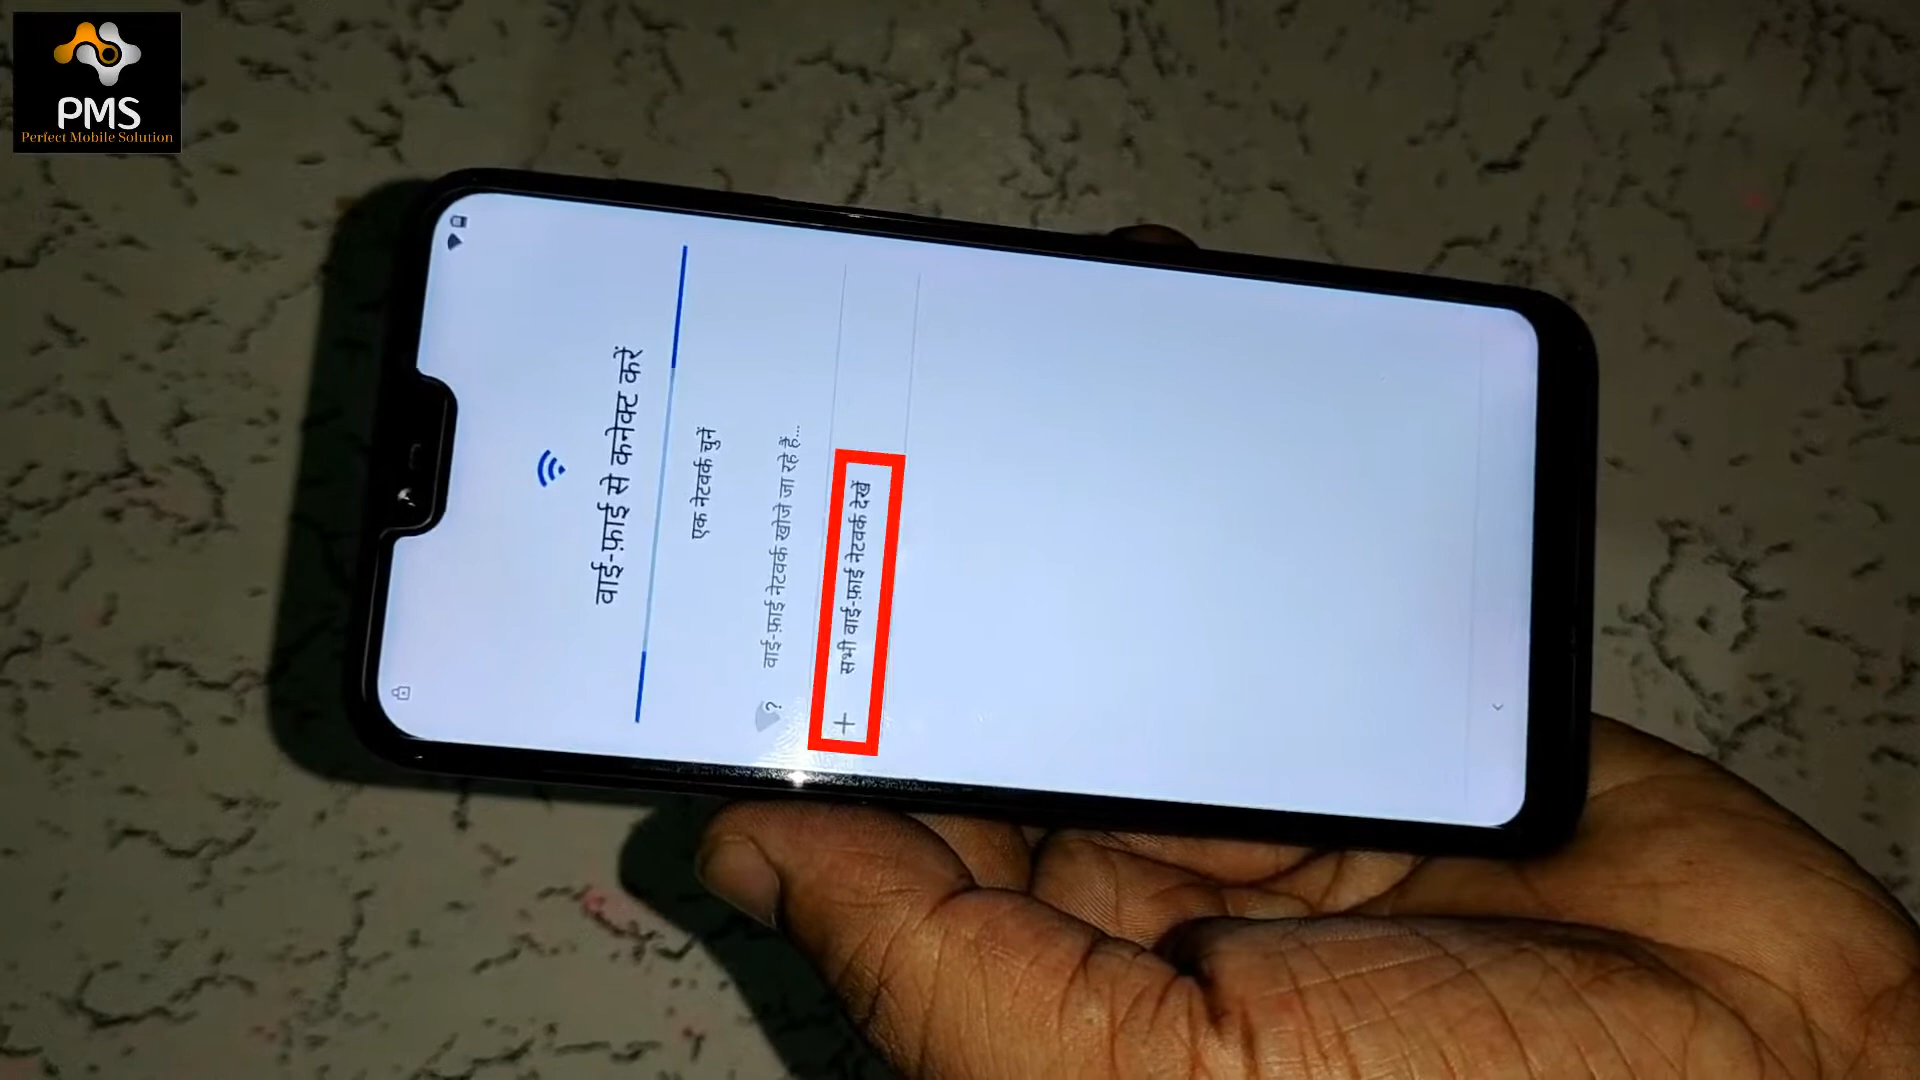 PMS
Perfect Mobile Solution
वाई-फ़ाई से कनेक्ट करें
एक नेटवर्क चुनें
? वाई-फ़ाई नेटवर्क खोजे जा रहे हैं...
+ सभी वाई-फ़ाई नेटवर्क देखें